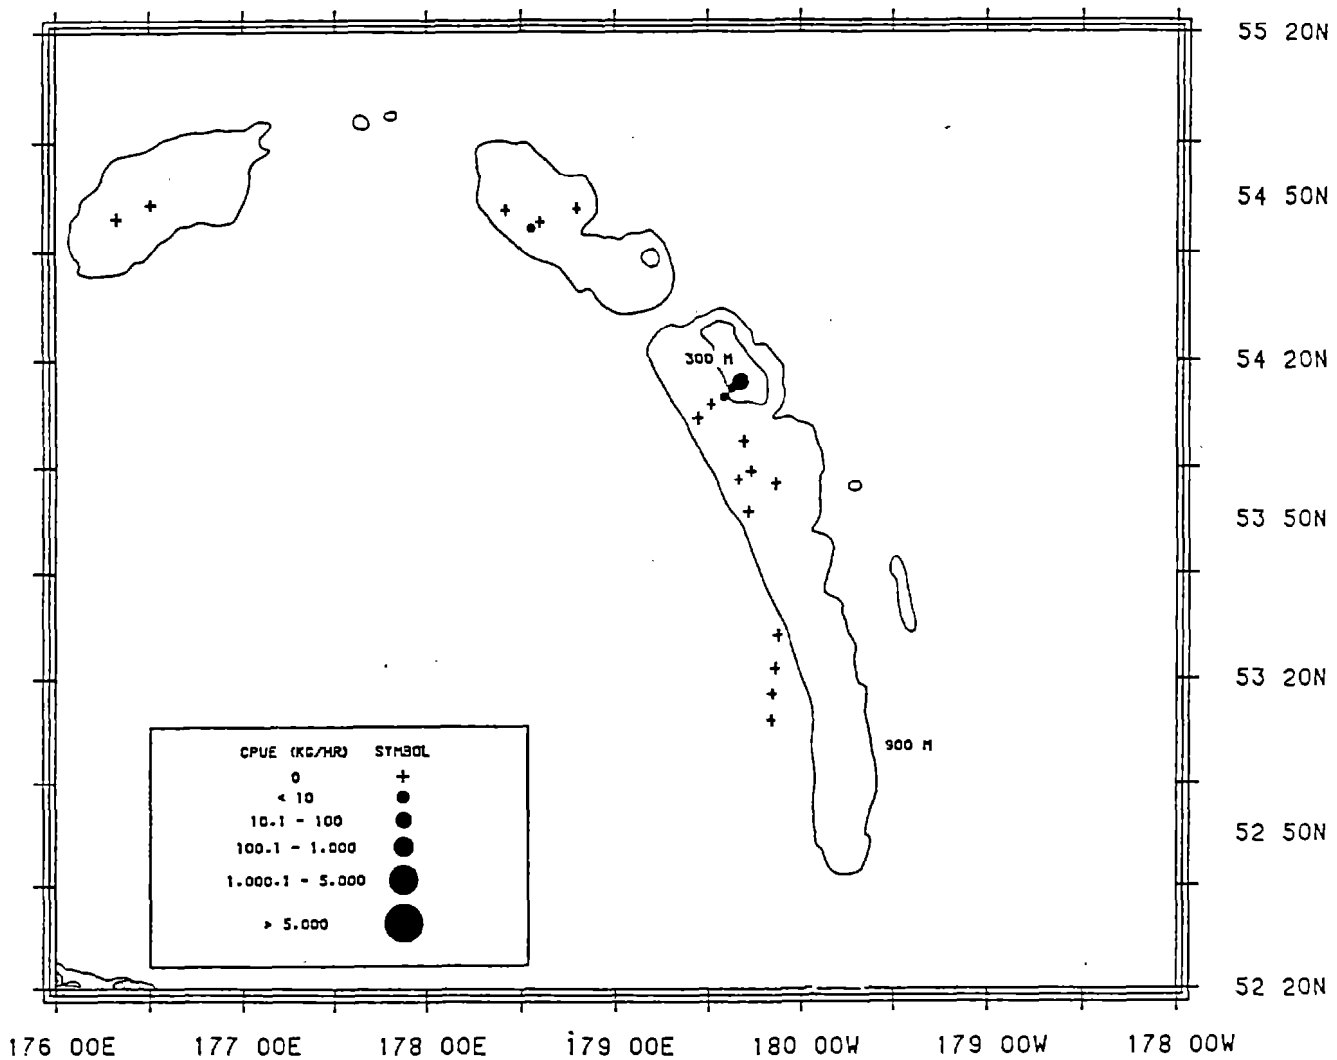 55 20N
54 50N
300 M
54 20N
53 50N
53 20N
900 M
CPUE (KG/HR) SYMBOL
0
< 10
10.1 - 100
100.1 - 1.000
1.000.1 - 5.000
> 5.000
52 50N
52 20N
176 00E 177 00E 178 00E 179 00E 180 00W 179 00W 178 00W